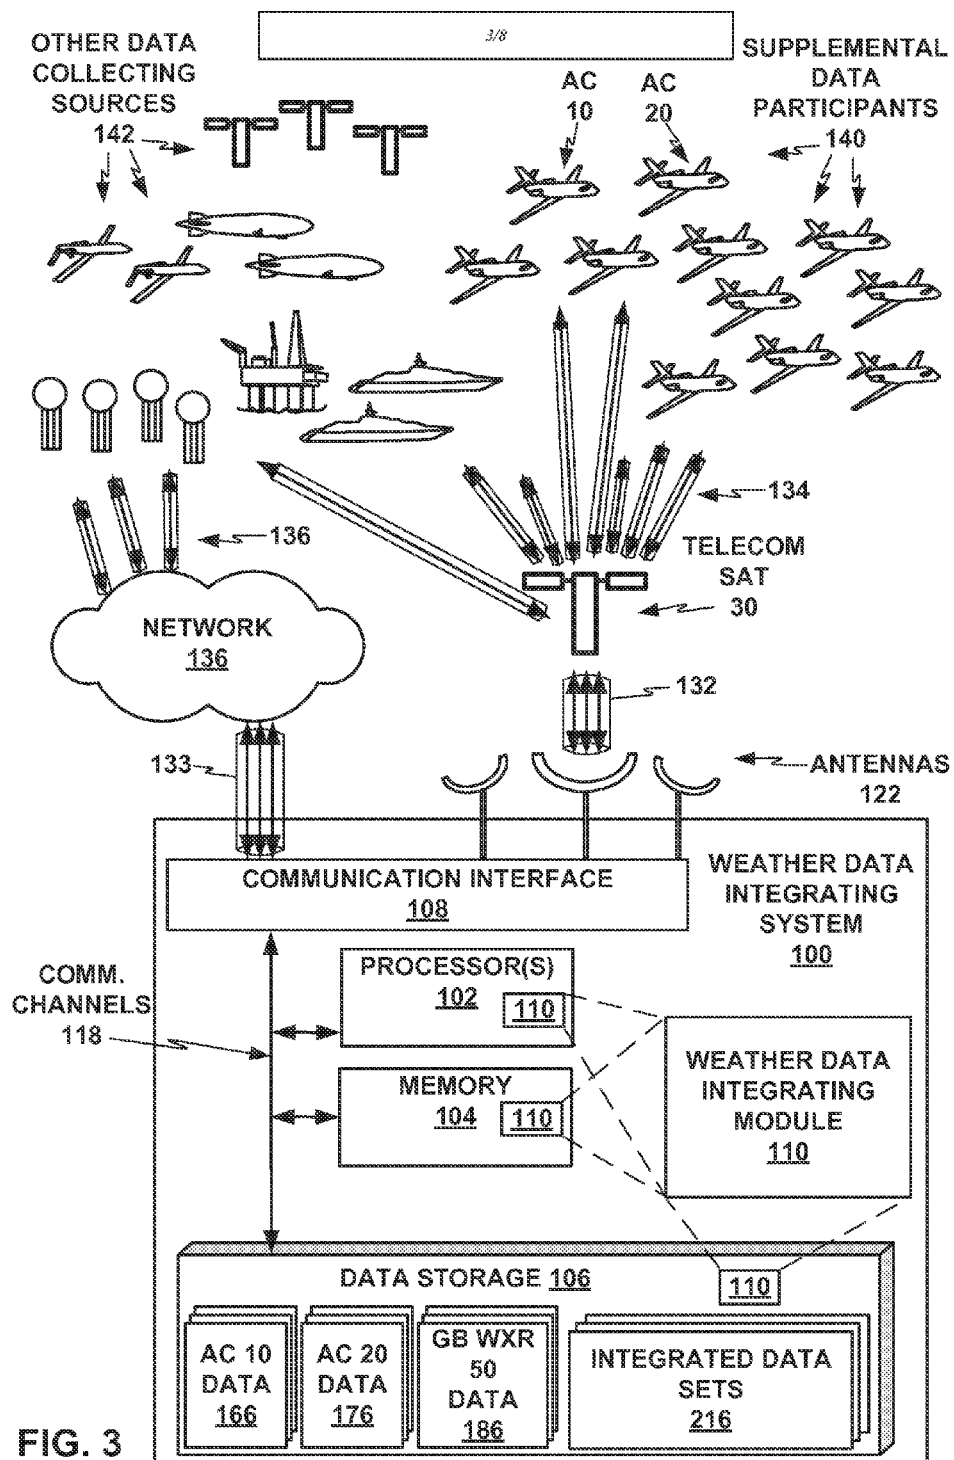 3/8
OTHER DATA
COLLECTING
SOURCES
142
AC
10
AC
20
SUPPLEMENTAL
DATA
PARTICIPANTS
140
134
136
TELECOM
SAT
30
NETWORK
136
132
133
ANTENNAS
122
COMMUNICATION INTERFACE
108
WEATHER DATA
INTEGRATING
SYSTEM
100
COMM.
CHANNELS
118
PROCESSOR(S)
102
110
MEMORY
104
110
WEATHER DATA
INTEGRATING
MODULE
110
DATA STORAGE 106
110
AC 10
DATA
166
AC 20
DATA
176
GB WXR
50
DATA
186
INTEGRATED DATA
SETS
216
FIG. 3